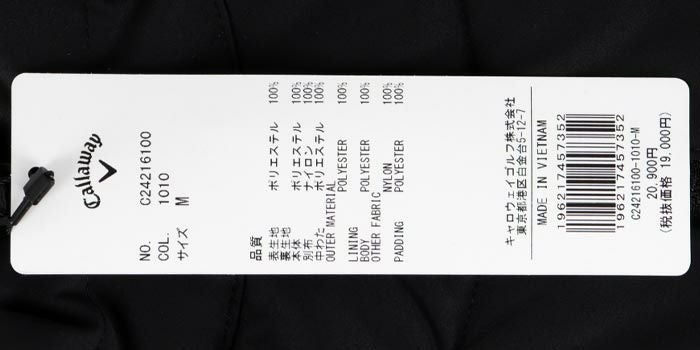 Callaway
NO. C24216100
COL. 1010
サイズ M
品質
表生地 ポリエステル 100%
裏生地
本体 ポリエステル 100%
別布 ナイロン 100%
中わた ポリエステル 100%
OUTER MATERIAL
POLYESTER 100%
LINING
BODY POLYESTER 100%
OTHER FABRIC
NYLON 100%
PADDING POLYESTER 100%
キャロウェイゴルフ株式会社
東京都港区白金台5-12-7
MADE IN VIETNAM
1962174573​52
1962174573​52
C24216100-1010-M
20,900円
(税抜価格 19,000円)